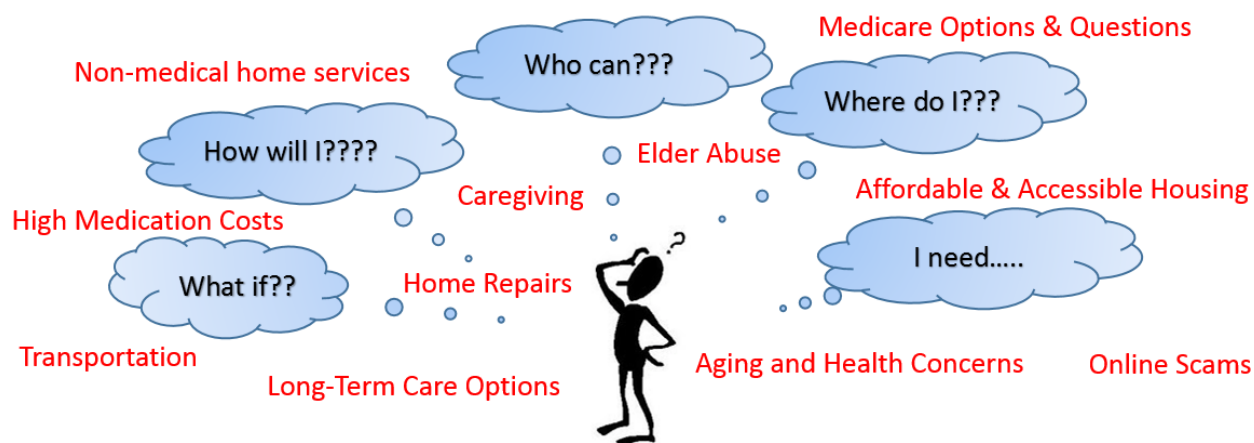 Medicare Options & Questions
Non-medical home services
Who can???
Where do I???
How will I????
Elder Abuse
Caregiving
Affordable & Accessible Housing
High Medication Costs
I need.....
What if??
Home Repairs
?
Transportation
Long-Term Care Options
Aging and Health Concerns
Online Scams